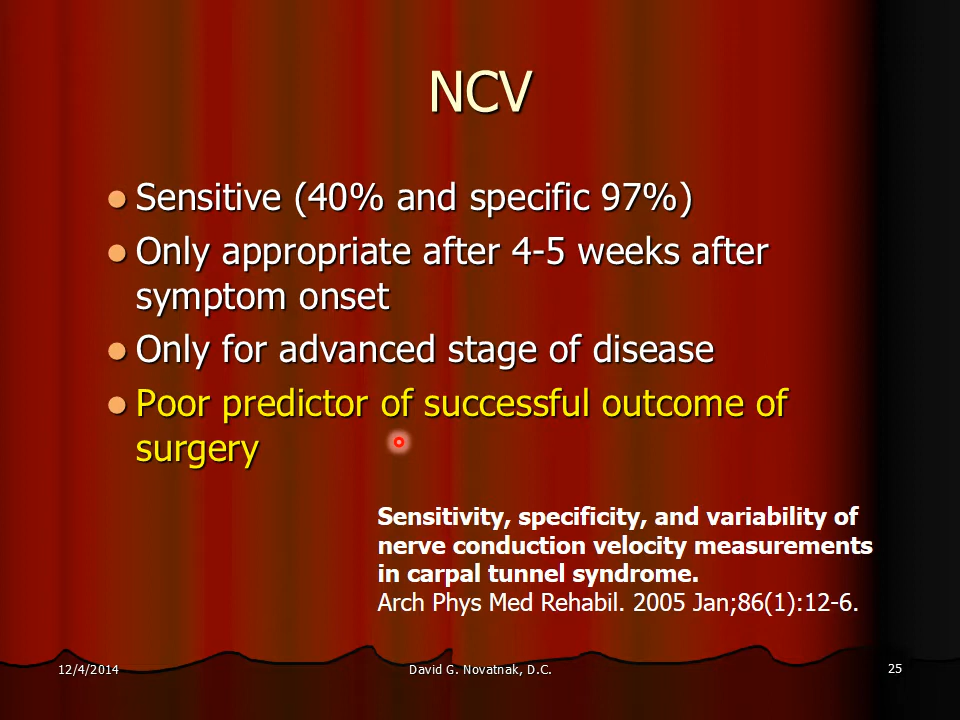 NCV
Sensitive (40% and specific 97%)
Only appropriate after 4-5 weeks after
symptom onset
Only for advanced stage of disease
Poor predictor of successful outcome of
surgery
Sensitivity, specificity, and variability of
nerve conduction velocity measurements
in carpal tunnel syndrome.
Arch Phys Med Rehabil. 2005 Jan;86(1):12-6.
12/4/2014
David G. Novatnak, D.C.
25